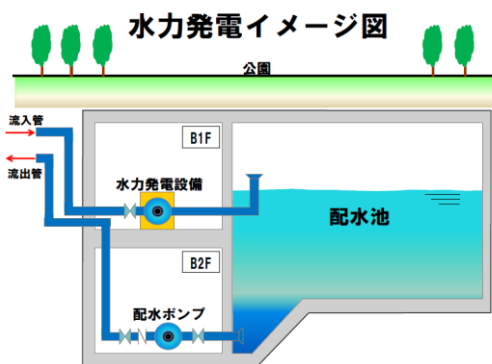 水力発電イメージ図
公園
流入管
B1F
流出管
水力発電設備
配水池
B2F
配水ポンプ